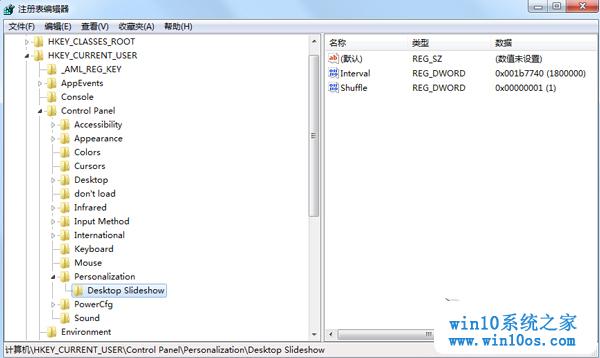 注册表编辑器
文件(F) 编辑(E) 查看(V) 收藏夹(A) 帮助(H)
HKEY_CLASSES_ROOT
HKEY_CURRENT_USER
_AML_REG_KEY
AppEvents
Console
Control Panel
Accessibility
Appearance
Colors
Cursors
Desktop
don't load
Infrared
Input Method
International
Keyboard
Mouse
Personalization
Desktop Slideshow
PowerCfg
Sound
Environment
名称 类型 数据
ab (默认) REG_SZ (数值未设置)
Interval REG_DWORD 0x001b7740 (1800000)
Shuffle REG_DWORD 0x00000001 (1)
计算机\HKEY_CURRENT_USER\Control Panel\Personalization\Desktop Slideshow
win10系统之家
www.win10os.com